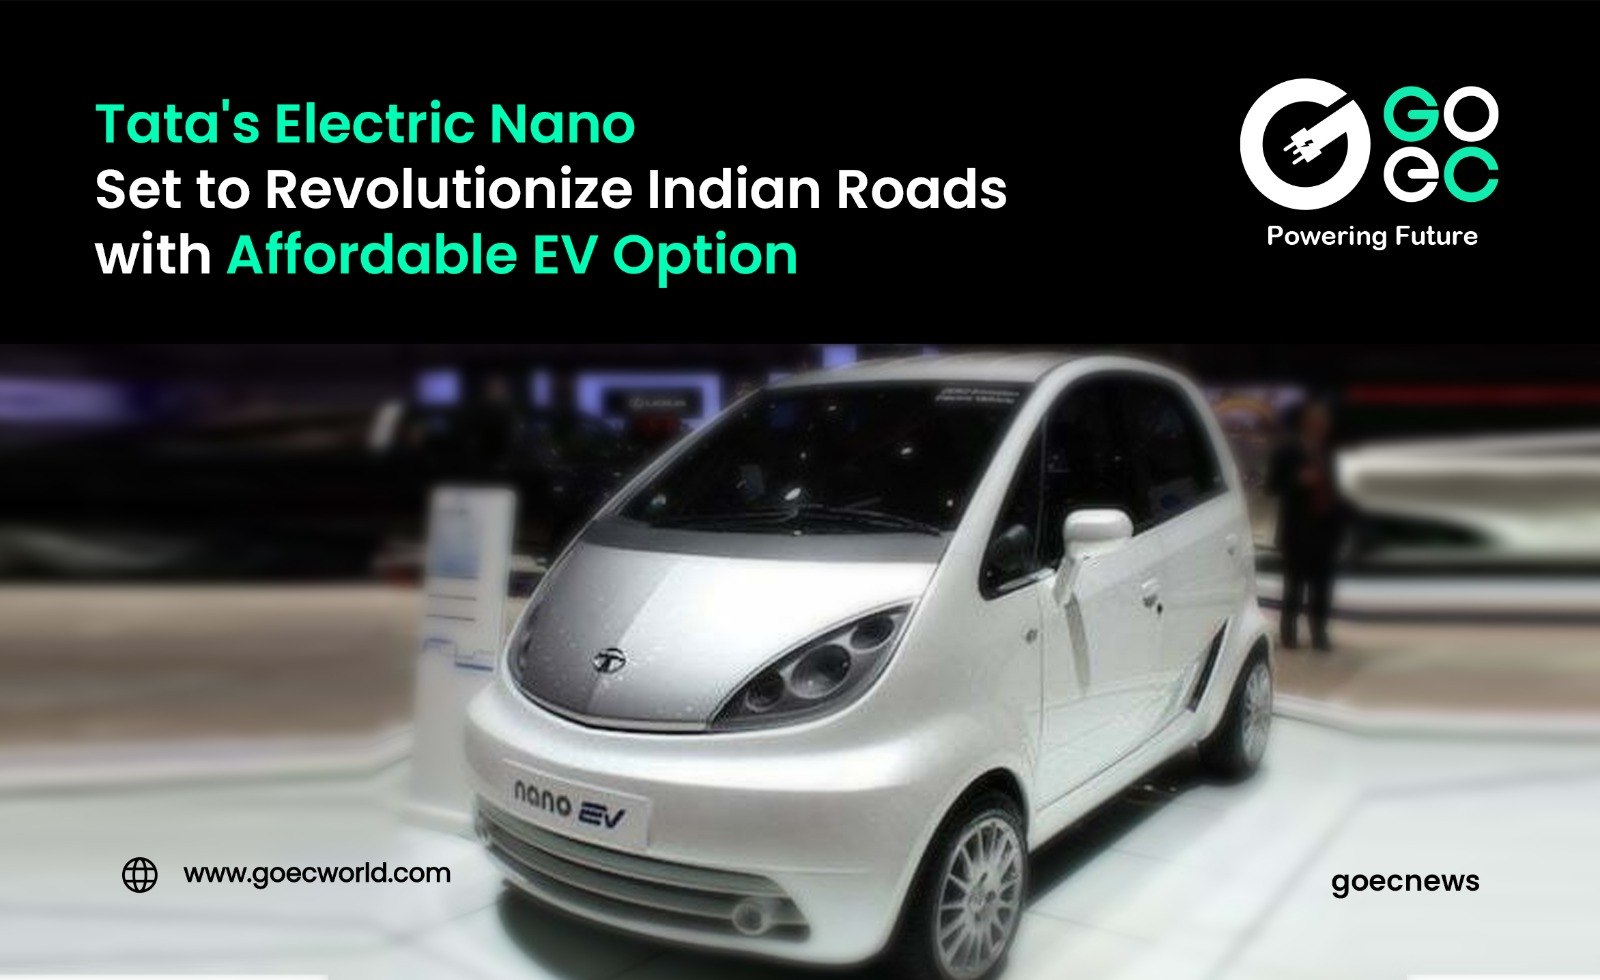 Tata's Electric Nano
Set to Revolutionize Indian Roads
with Affordable EV Option
GO
eC
Powering Future
nano EV
www.goecworld.com
goecnews